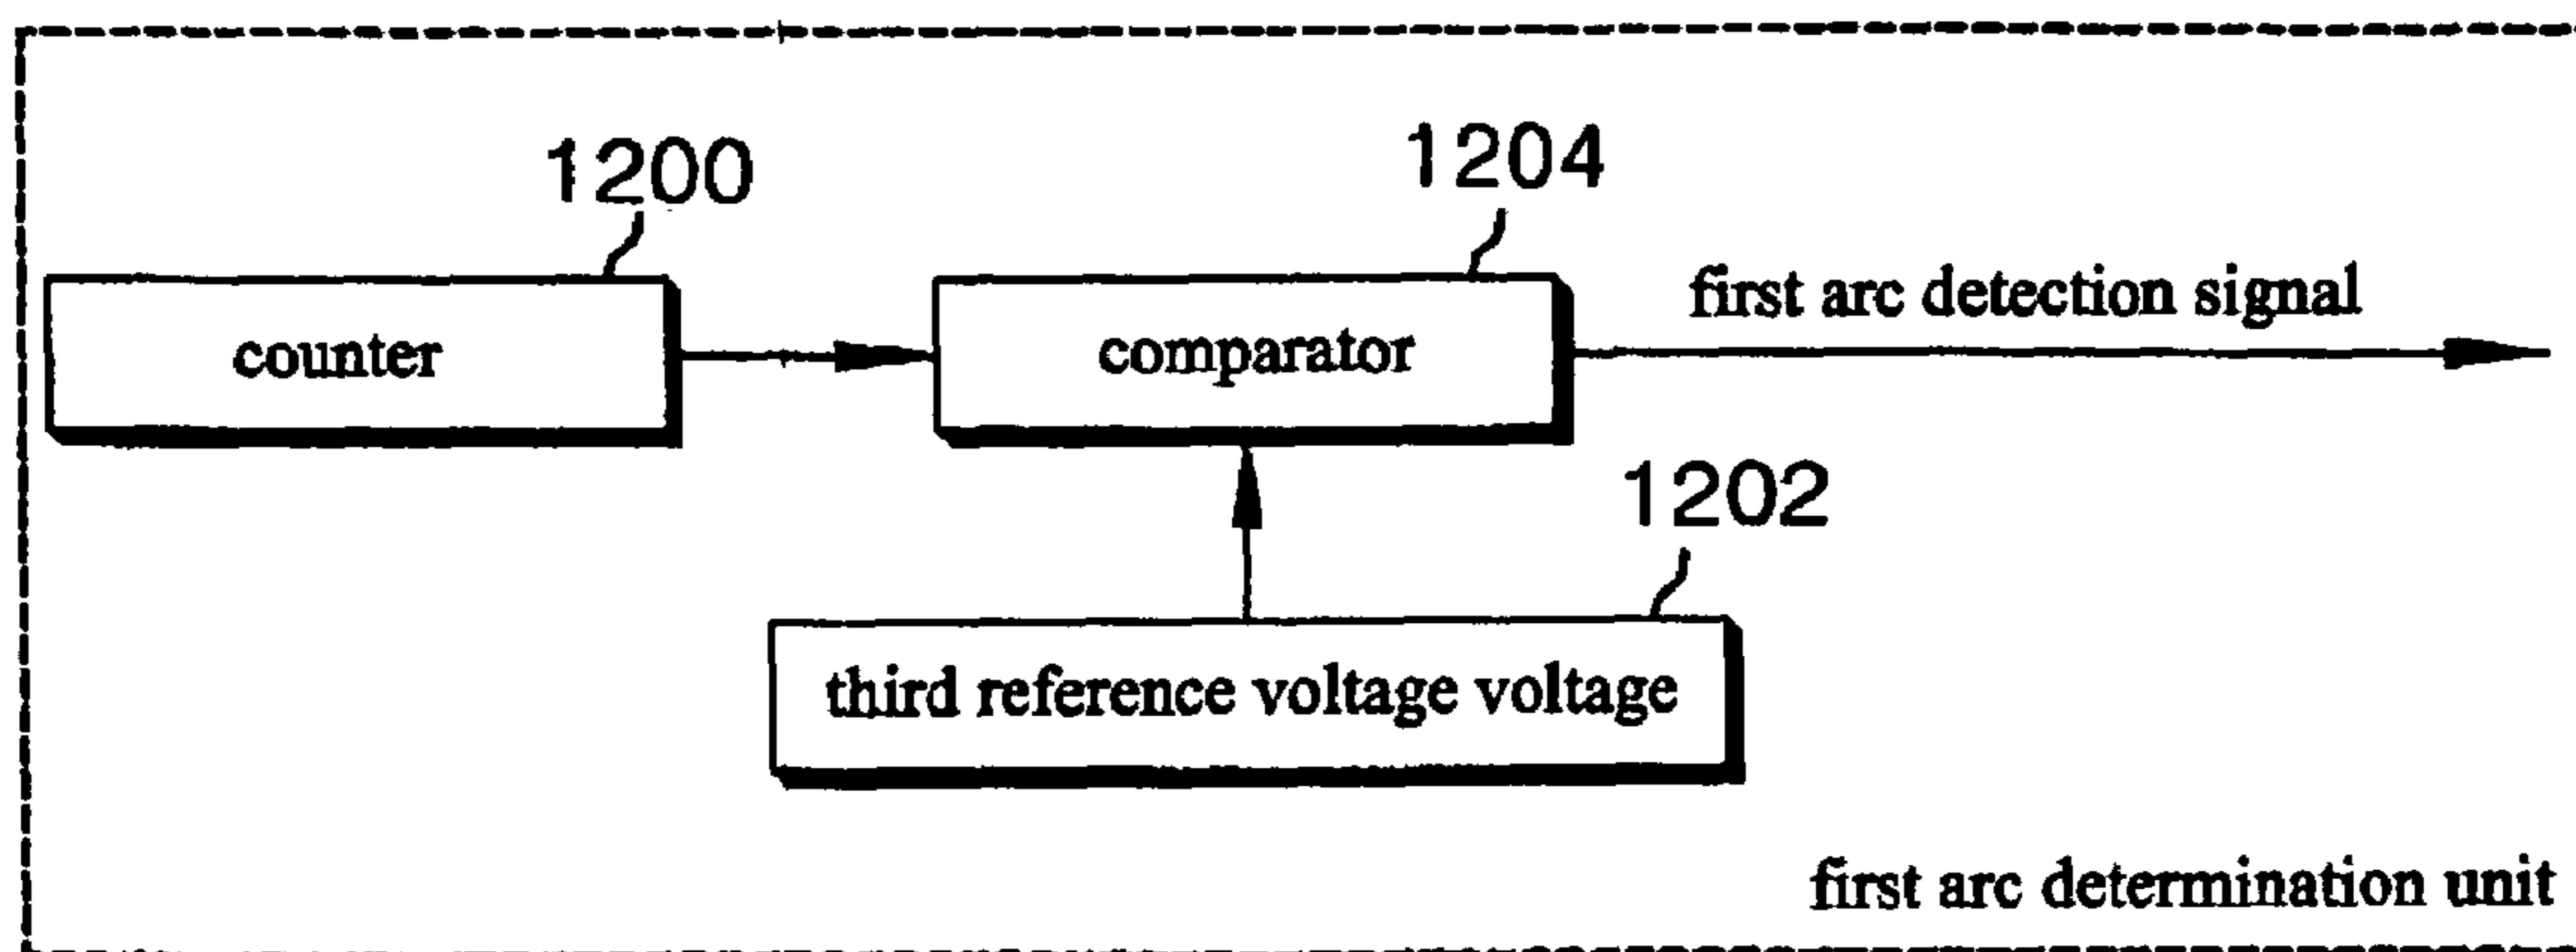 1200
1204
counter
comparator
first arc detection signal
1202
third reference voltage voltage
first arc determination unit